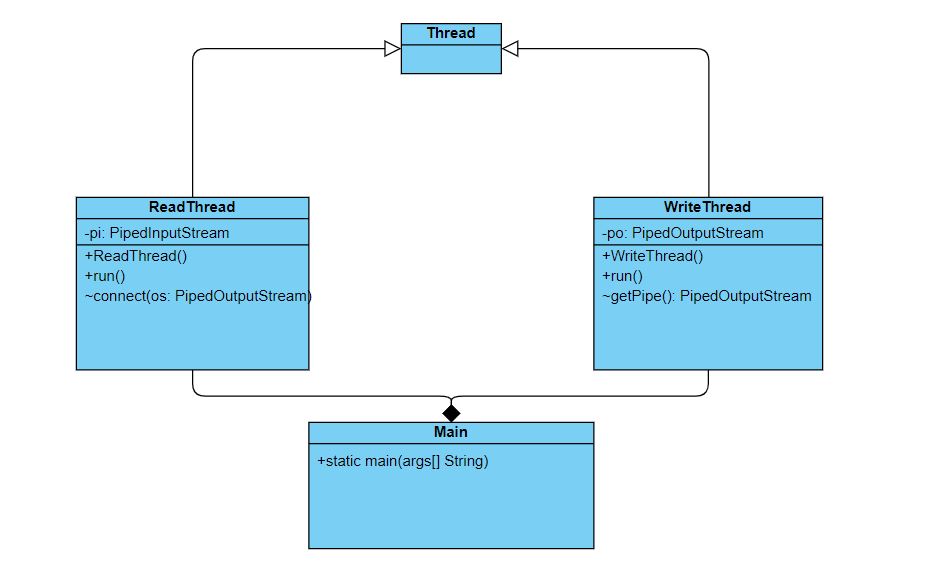 Thread
ReadThread
-pi: PipedInputStream
+ReadThread()
+run()
~connect(os: PipedOutputStream)
WriteThread
-po: PipedOutputStream
+WriteThread()
+run()
~getPipe(): PipedOutputStream
Main
+static main(args[] String)